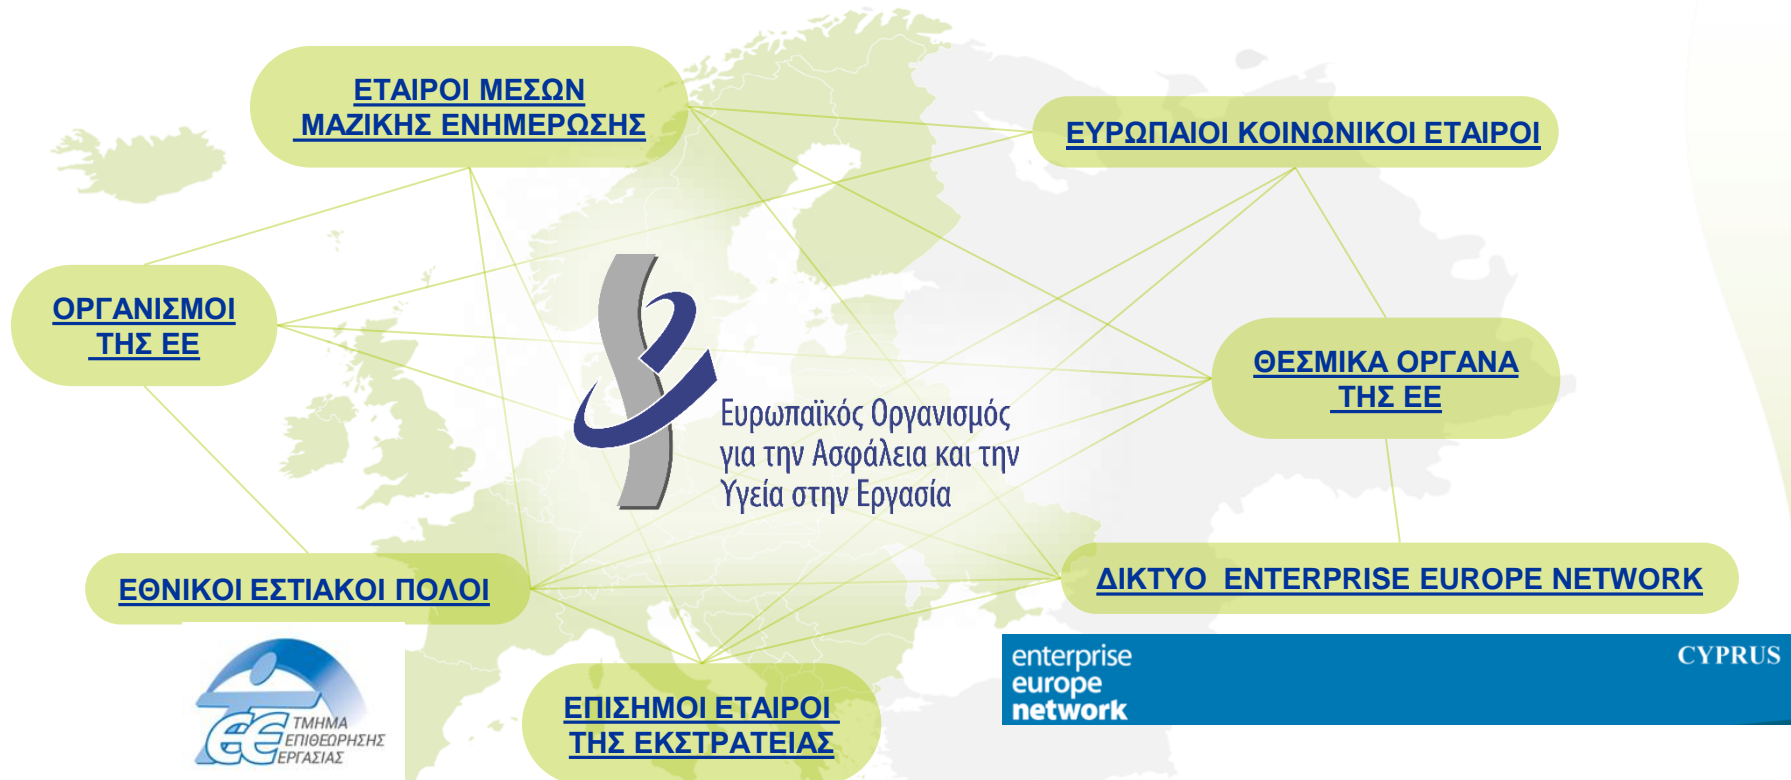 ΕΤΑΙΡΟΙ ΜΕΣΩΝ
ΜΑΖΙΚΗΣ ΕΝΗΜΕΡΩΣΗΣ
ΕΥΡΩΠΑΙΟΙ ΚΟΙΝΩΝΙΚΟΙ ΕΤΑΙΡΟΙ
ΟΡΓΑΝΙΣΜΟΙ
ΤΗΣ ΕΕ
ΘΕΣΜΙΚΑ ΟΡΓΑΝΑ
ΤΗΣ ΕΕ
Ευρωπαϊκός Οργανισμός
για την Ασφάλεια και την
Υγεία στην Εργασία
ΕΘΝΙΚΟΙ ΕΣΤΙΑΚΟΙ ΠΟΛΟΙ
ΔΙΚΤΥΟ ENTERPRISE EUROPE NETWORK
ΤΕΕ
ΤΜΗΜΑ
ΕΠΙΘΕΩΡΗΣΗΣ
ΕΡΓΑΣΙΑΣ
enterprise
europe
network
CYPRUS
ΕΠΙΣΗΜΟΙ ΕΤΑΙΡΟΙ
ΤΗΣ ΕΚΣΤΡΑΤΕΙΑΣ